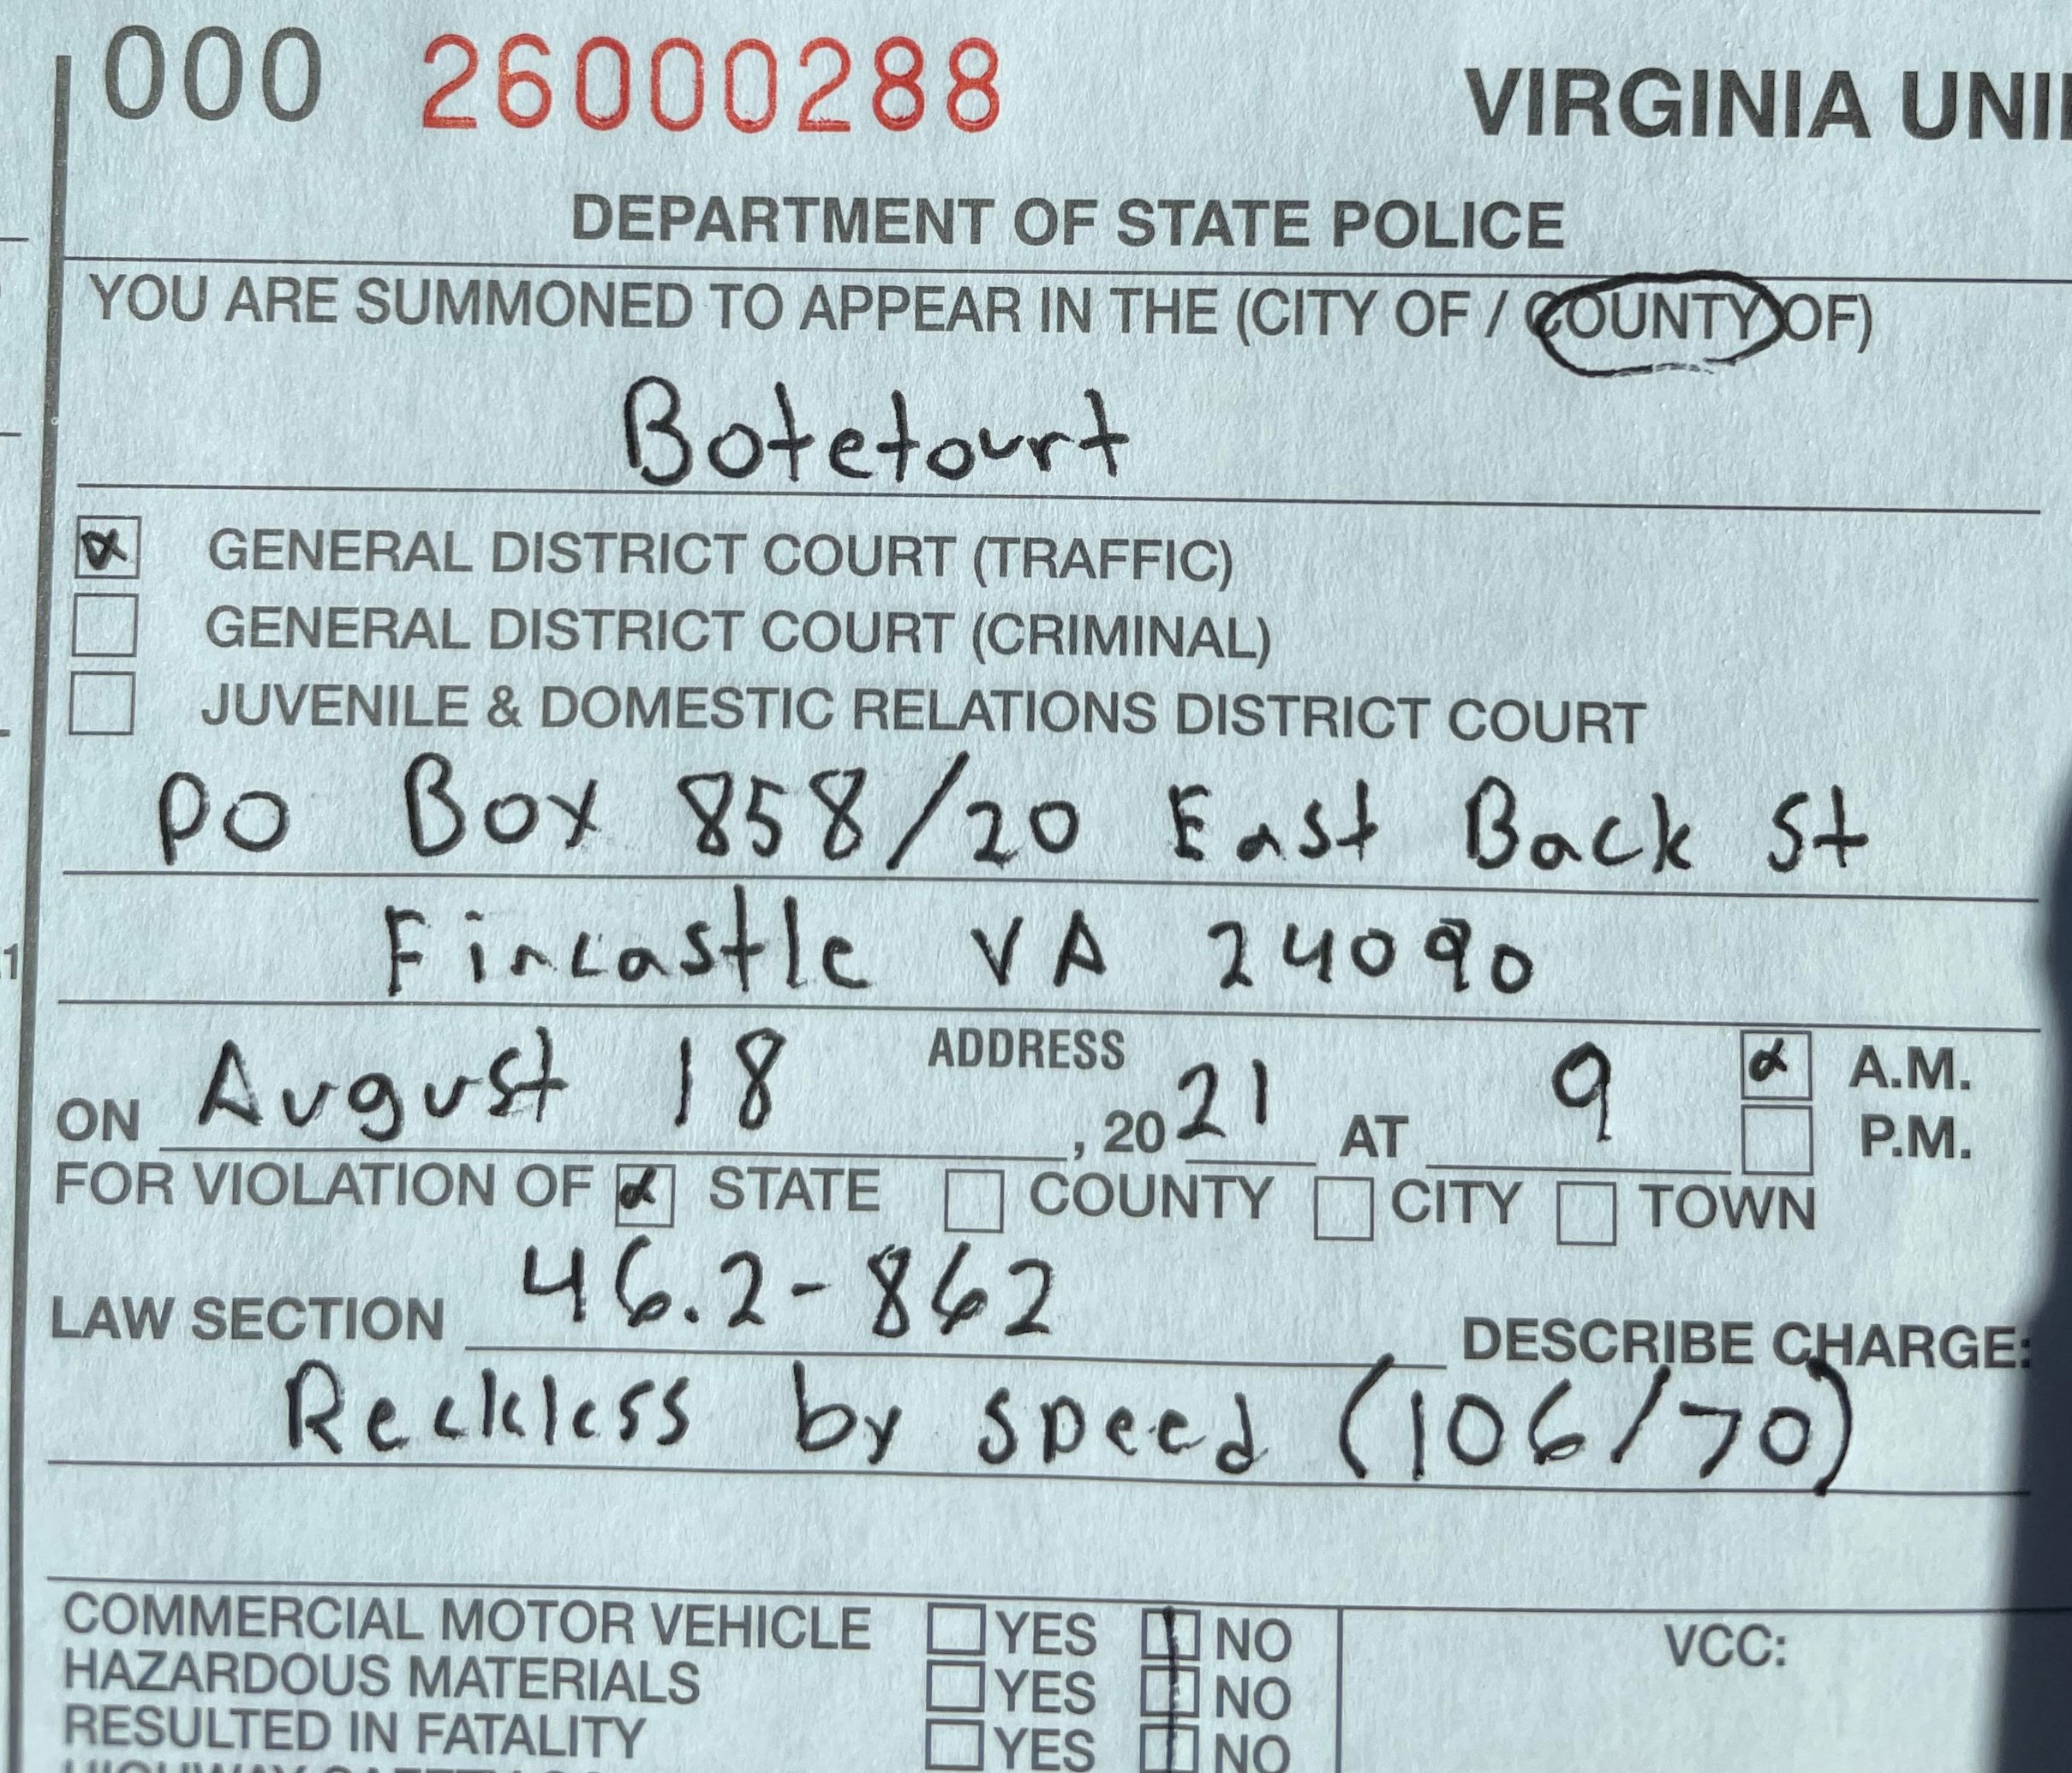 000 26000288
VIRGINIA UNI
DEPARTMENT OF STATE POLICE
YOU ARE SUMMONED TO APPEAR IN THE (CITY OF / COUNTY OF)
Botetourt
GENERAL DISTRICT COURT (TRAFFIC)
GENERAL DISTRICT COURT (CRIMINAL)
JUVENILE & DOMESTIC RELATIONS DISTRICT COURT
PO Box 858/20 East Back St
Fincastle VA 24090
ADDRESS
ON August 18, 2021 AT 9 A.M.
P.M.
FOR VIOLATION OF STATE COUNTY CITY TOWN
LAW SECTION 46.2-862 DESCRIBE CHARGE:
Reckless by speed (106/70)
COMMERCIAL MOTOR VEHICLE YES NO VCC:
HAZARDOUS MATERIALS YES NO
RESULTED IN FATALITY YES NO